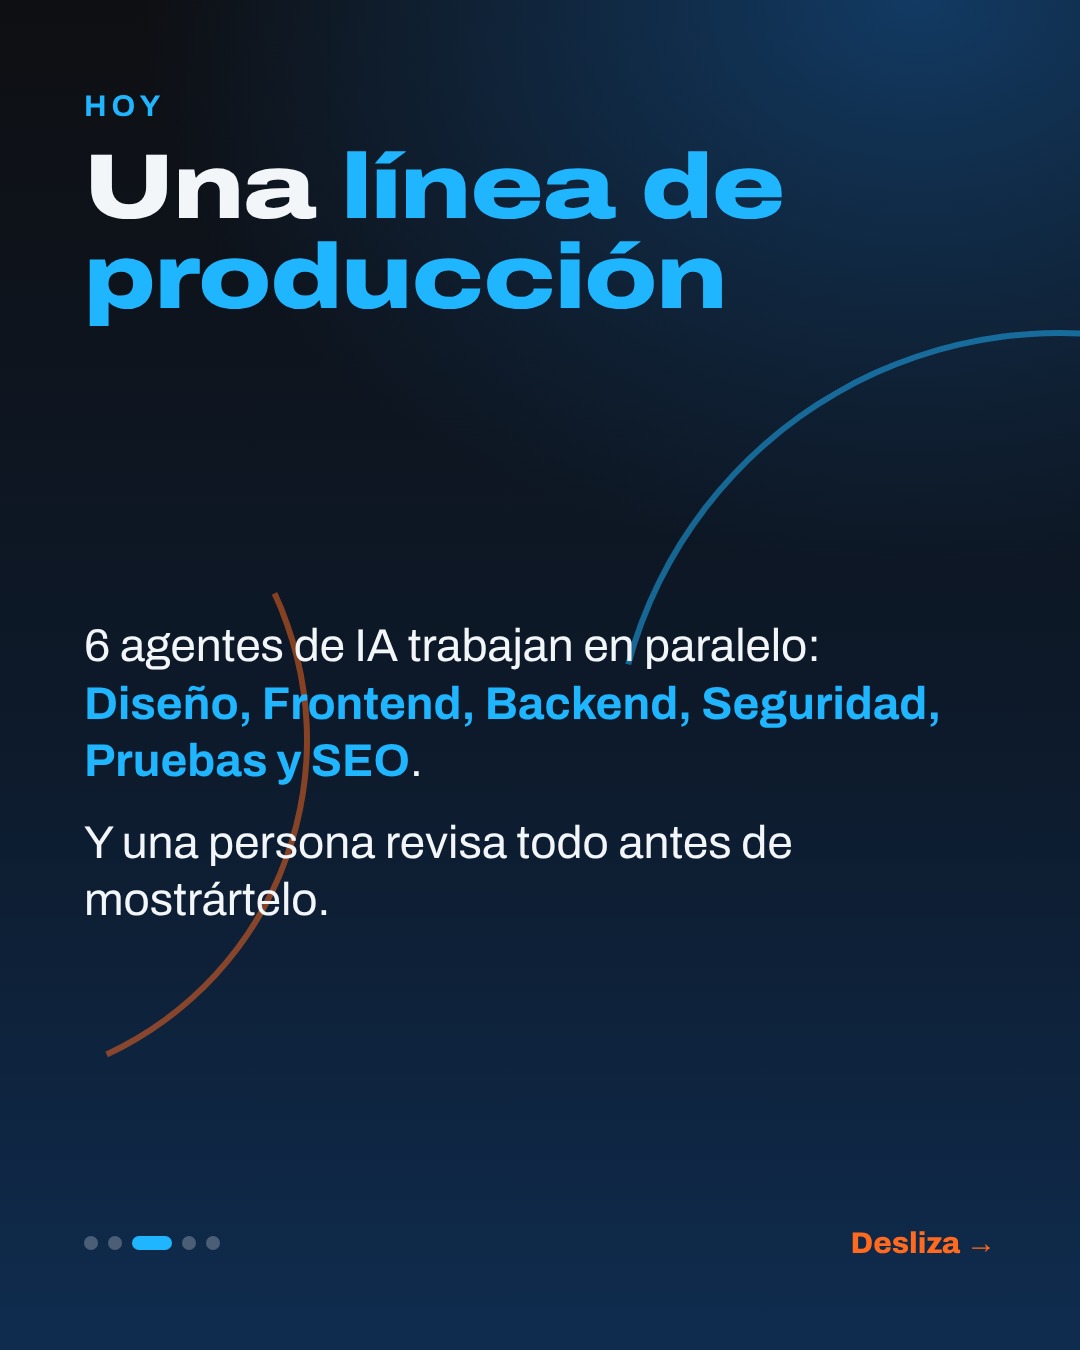 HOY
Una línea de
producción
6 agentes de IA trabajan en paralelo:
Diseño, Frontend, Backend, Seguridad,
Pruebas y SEO.
Y una persona revisa todo antes de
mostrártelo.
Desliza →